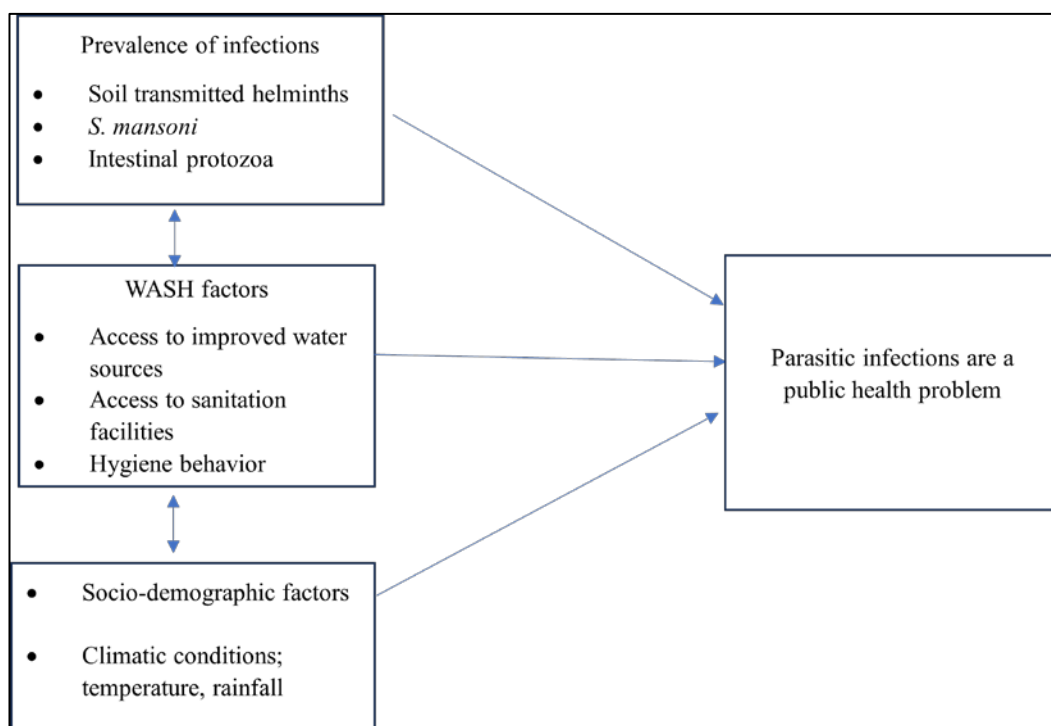 Prevalence of infections
• Soil transmitted helminths
• S. mansoni
• Intestinal protozoa
WASH factors
• Access to improved water
sources
• Access to sanitation
facilities
• Hygiene behavior
• Socio-demographic factors
• Climatic conditions;
temperature, rainfall
Parasitic infections are a
public health problem